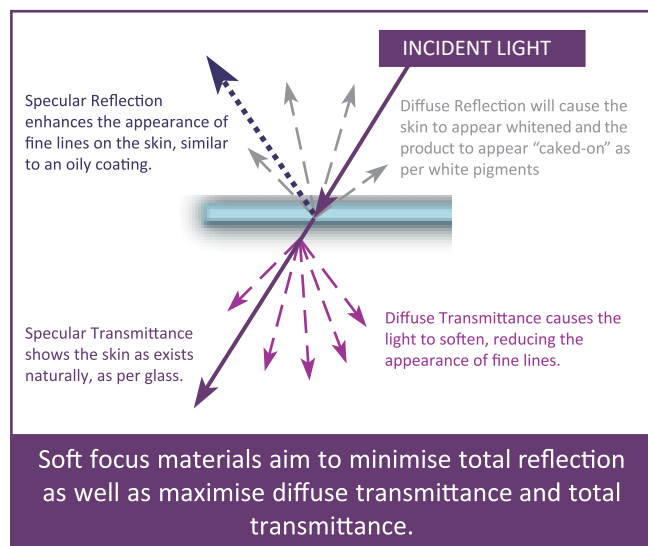 INCIDENT LIGHT
Specular Reflection
enhances the appearance of
fine lines on the skin, similar
to an oily coating.
Diffuse Reflection will cause the
skin to appear whitened and the
product to appear “caked-on” as
per white pigments
Specular Transmittance
shows the skin as exists
naturally, as per glass.
Diffuse Transmittance causes the
light to soften, reducing the
appearance of fine lines.
Soft focus materials aim to minimise total reflection
as well as maximise diffuse transmittance and total
transmittance.